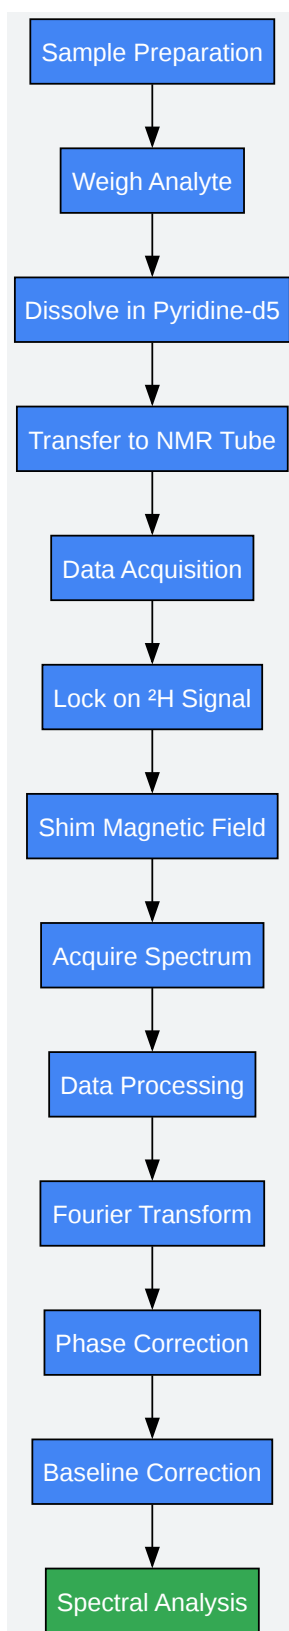 Sample Preparation
Weigh Analyte
Dissolve in Pyridine-d5
Transfer to NMR Tube
Data Acquisition
Lock on ²H Signal
Shim Magnetic Field
Acquire Spectrum
Data Processing
Fourier Transform
Phase Correction
Baseline Correction
Spectral Analysis